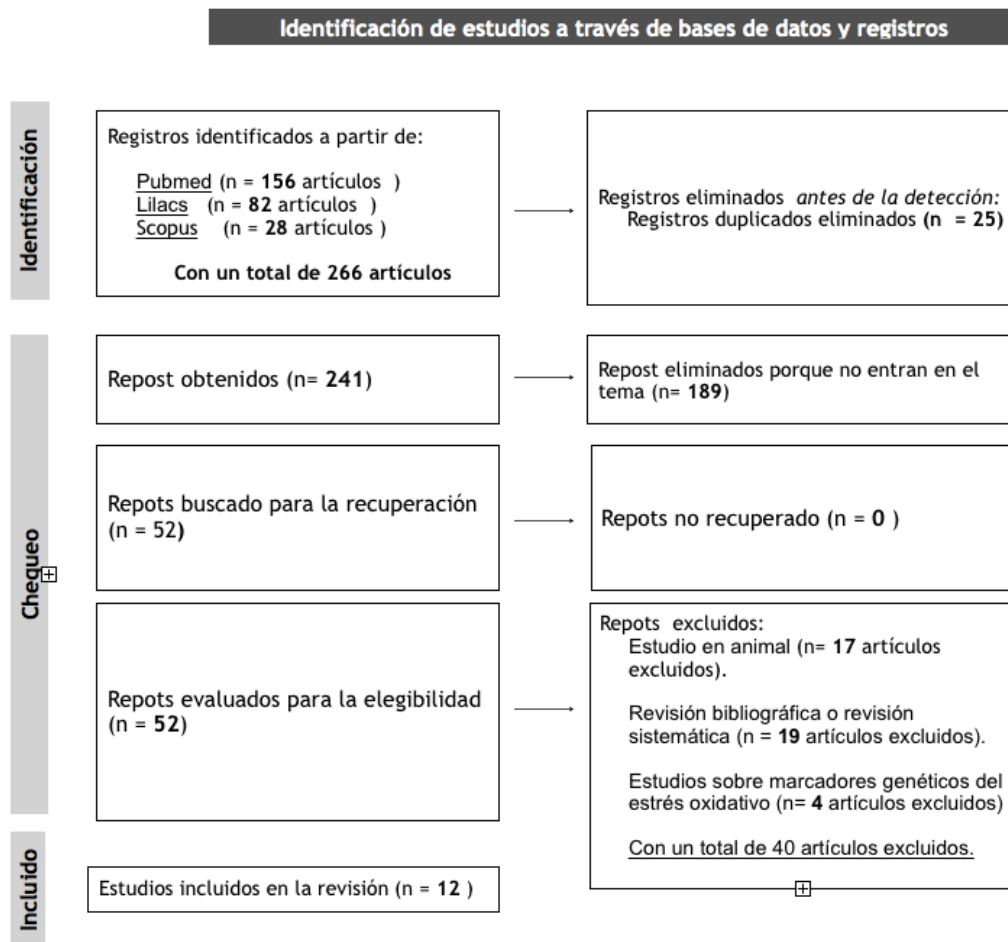 Identificación de estudios a través de bases de datos y registros
Identificación
Registros identificados a partir de:
Pubmed (n = 156 artículos )
Lilacs (n = 82 artículos )
Scopus (n = 28 artículos )
Con un total de 266 artículos
Registros eliminados antes de la detección:
Registros duplicados eliminados (n = 25)
Chequeo
Repost obtenidos (n= 241)
Repost eliminados porque no entran en el
tema (n= 189)
Repots buscado para la recuperación
(n = 52)
Repots no recuperado (n = 0 )
Repots evaluados para la elegibilidad
(n = 52)
Repots excluidos:
Estudio en animal (n= 17 artículos
excluidos).
Revisión bibliográfica o revisión
sistemática (n = 19 artículos excluidos).
Estudios sobre marcadores genéticos del
estrés oxidativo (n= 4 artículos excluidos)
Con un total de 40 artículos excluidos.
Incluido
Estudios incluidos en la revisión (n = 12 )